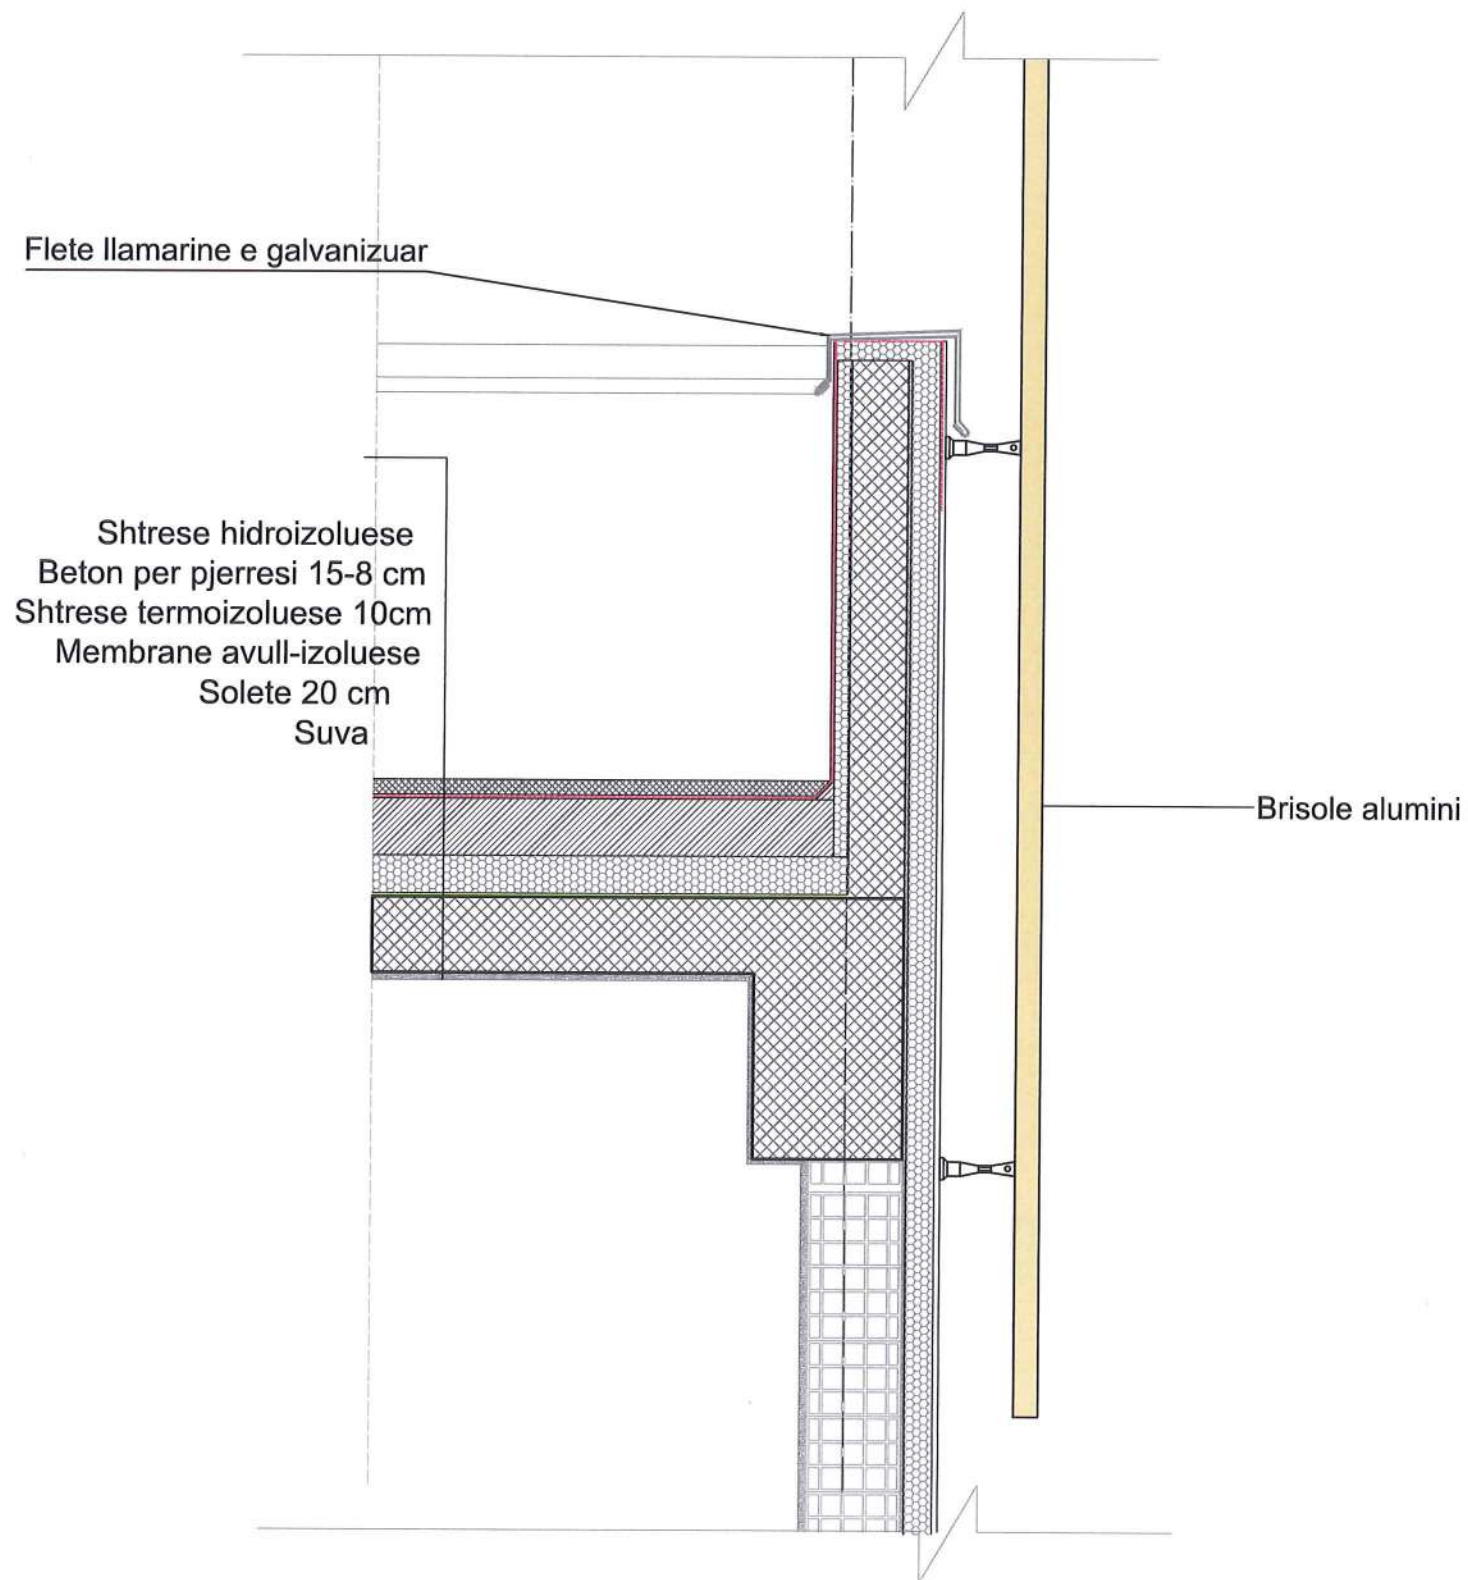 Flete llamarine e galvanizuar
Shtrese hidroizoluese
Beton per pjerresi 15-8 cm
Shtrese termoizoluese 10cm
Membrane avull-izoluese
Solete 20 cm
Suva
Brisole alumini